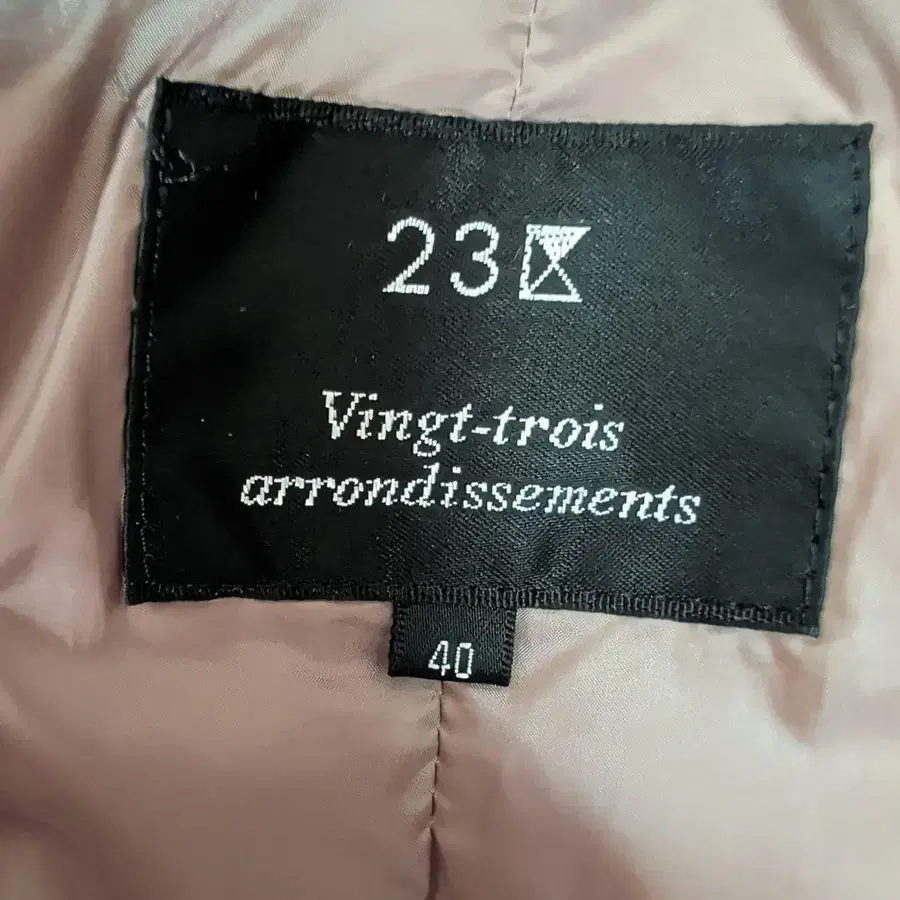 23
Vingt-trois
arrondissements
40